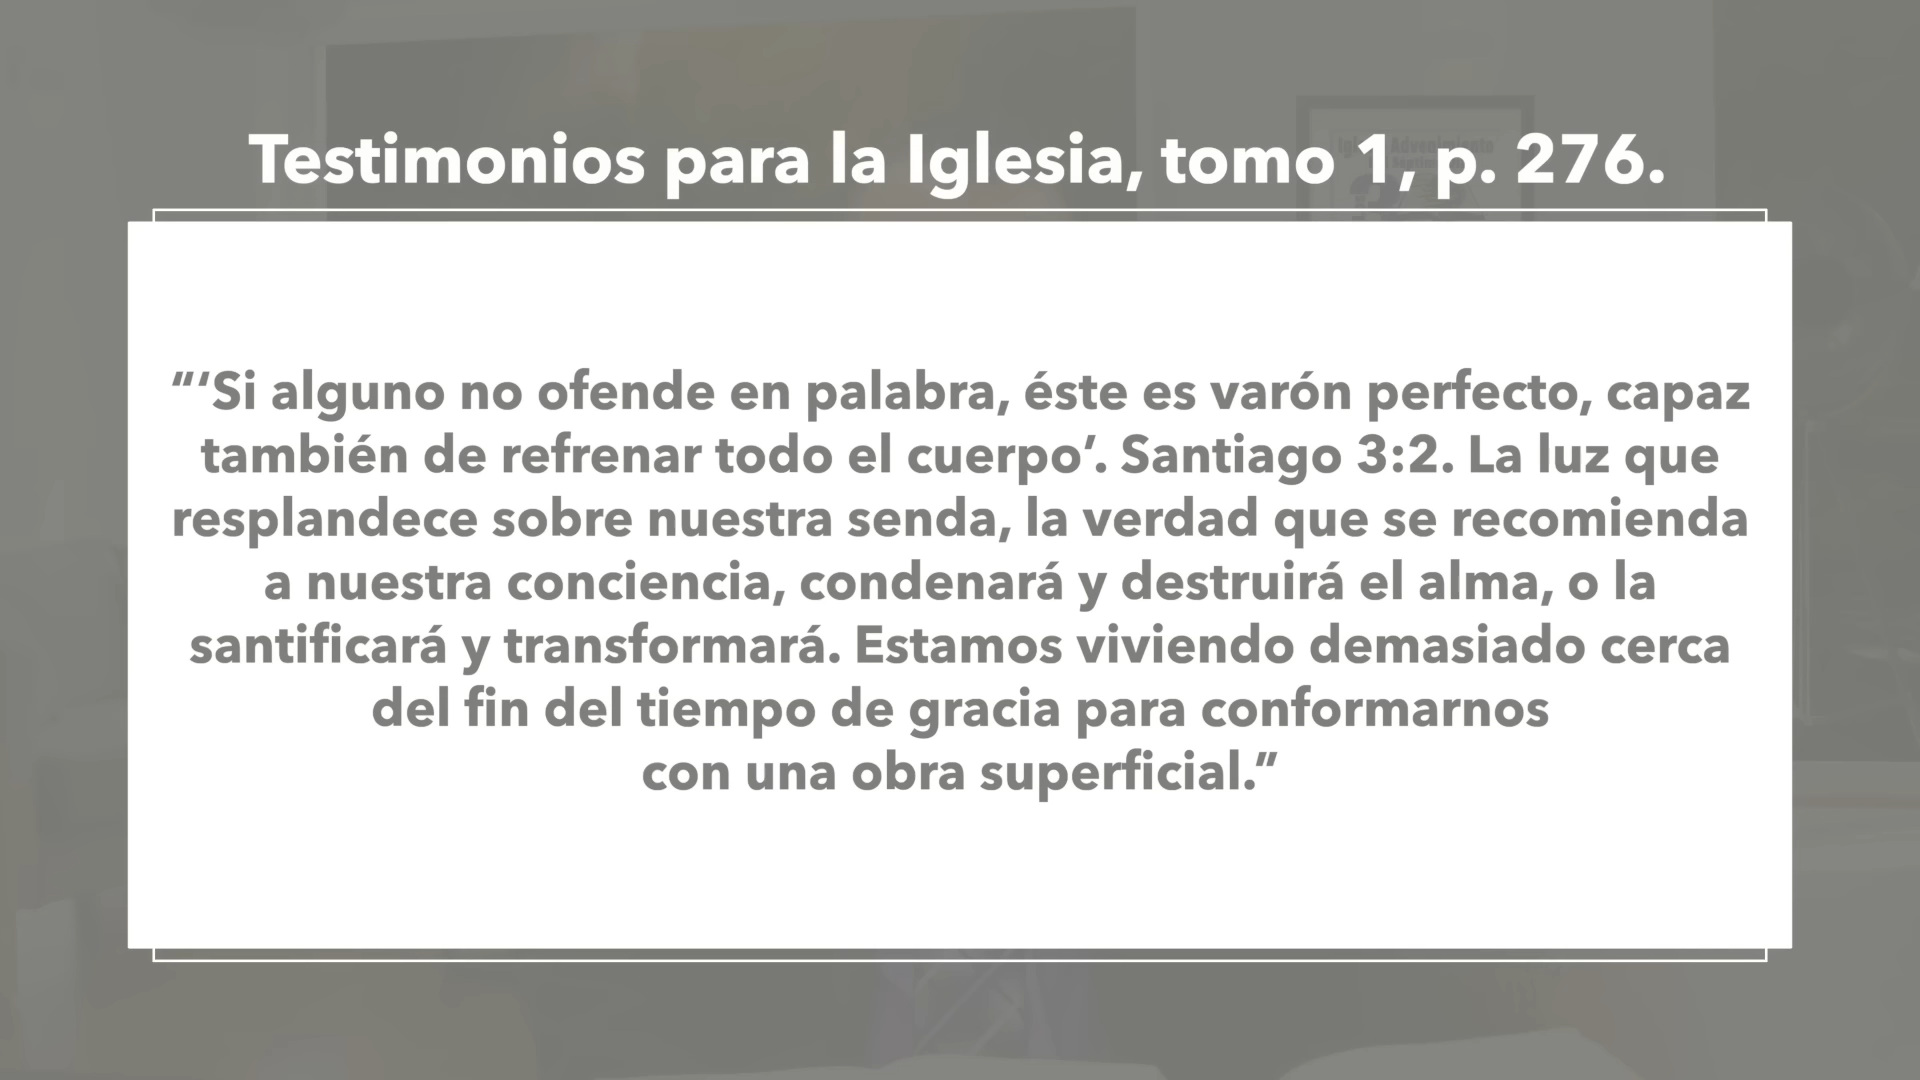 Testimonios para la Iglesia, tomo 1, p. 276.
“‘Si alguno no ofende en palabra, éste es varón perfecto, capaz
también de refrenar todo el cuerpo’. Santiago 3:2. La luz que
resplandece sobre nuestra senda, la verdad que se recomienda
a nuestra conciencia, condenará y destruirá el alma, o la
santificará y transformará. Estamos viviendo demasiado cerca
del fin del tiempo de gracia para conformarnos
con una obra superficial.”